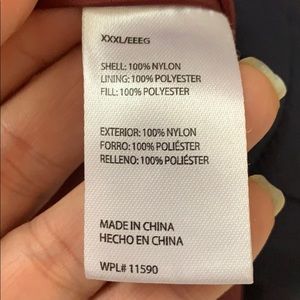 XXXL/EEEG
SHELL: 100% NYLON
LINING: 100% POLYESTER
FILL: 100% POLYESTER
EXTERIOR: 100% NYLON
FORRO: 100% POLIÉSTER
RELLENO: 100% POLIÉSTER
MADE IN CHINA
HECHO EN CHINA
WPL# 11590